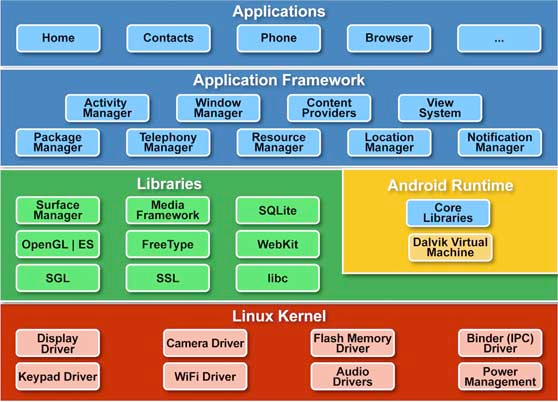 Applications
Home
Contacts
Phone
Browser
...
Application Framework
Activity
Manager
Window
Manager
Content
Providers
View
System
Package
Manager
Telephony
Manager
Resource
Manager
Location
Manager
Notification
Manager
Libraries
Surface
Manager
Media
Framework
SQLite
OpenGL | ES
FreeType
WebKit
SGL
SSL
libc
Android Runtime
Core
Libraries
Dalvik Virtual
Machine
Linux Kernel
Display
Driver
Camera Driver
Flash Memory
Driver
Binder (IPC)
Driver
Keypad Driver
WiFi Driver
Audio
Drivers
Power
Management